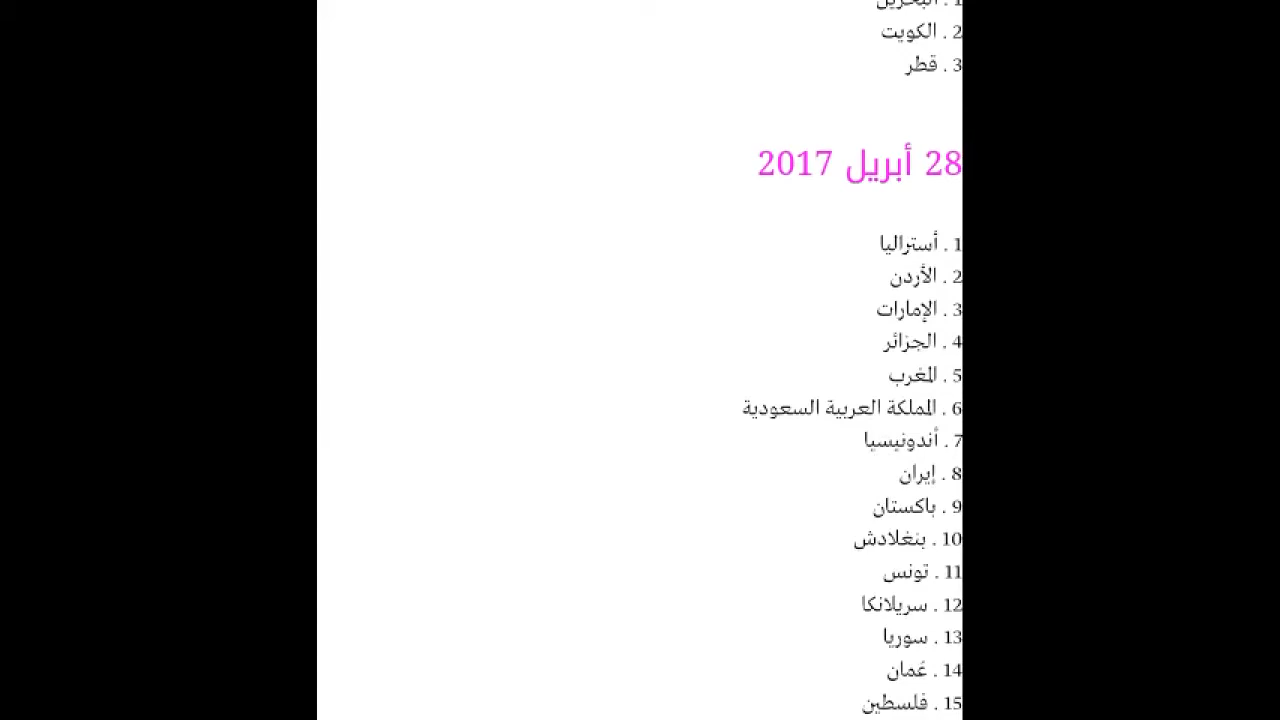 1 . البحرين
2 . الكويت
3 . قطر
28 أبريل 2017
1 . أستراليا
2 . الأردن
3 . الإمارات
4 . الجزائر
5 . المغرب
6 . المملكة العربية السعودية
7 . أندونيسيا
8 . إيران
9 . باكستان
10 . بنغلادش
11 . تونس
12 . سريلانكا
13 . سوريا
14 . عُمان
15 . فلسطين